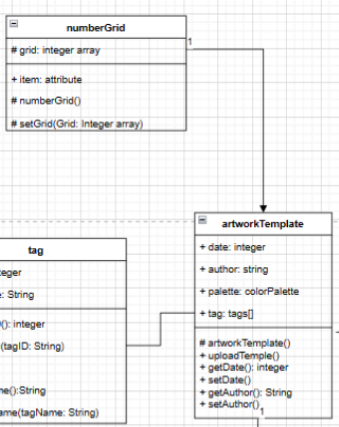 numberGrid
# grid: integer array
+ item: attribute
# numberGrid()
# setGrid(Grid: Integer array)
1
artworkTemplate
+ date: integer
+ author: string
+ palette: colorPalette
+ tag: tags[]
# artworkTemplate()
+ uploadTemple()
+ getDate(): integer
+ setDate()
+ getAuthor(): String
+ setAuthor()
1
tag
eger
: String
(): integer
(tagID: String)
me():String
ame(tagName: String)